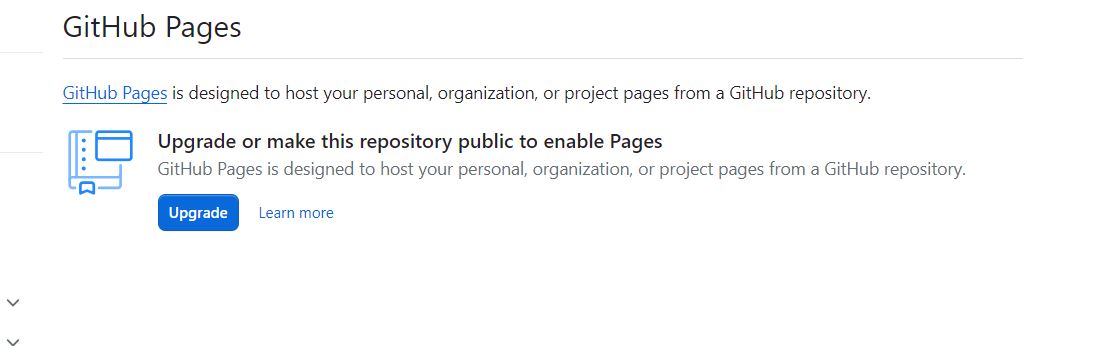 GitHub Pages
GitHub Pages is designed to host your personal, organization, or project pages from a GitHub repository.
Upgrade or make this repository public to enable Pages
GitHub Pages is designed to host your personal, organization, or project pages from a GitHub repository.
Upgrade Learn more